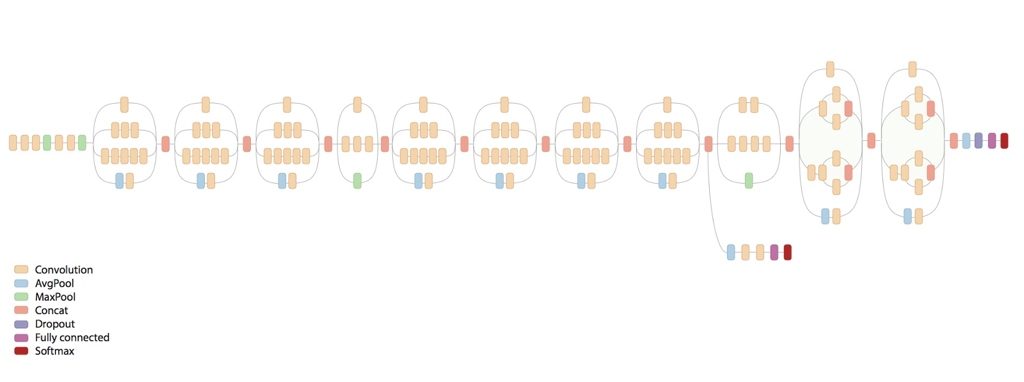 Convolution
AvgPool
MaxPool
Concat
Dropout
Fully connected
Softmax